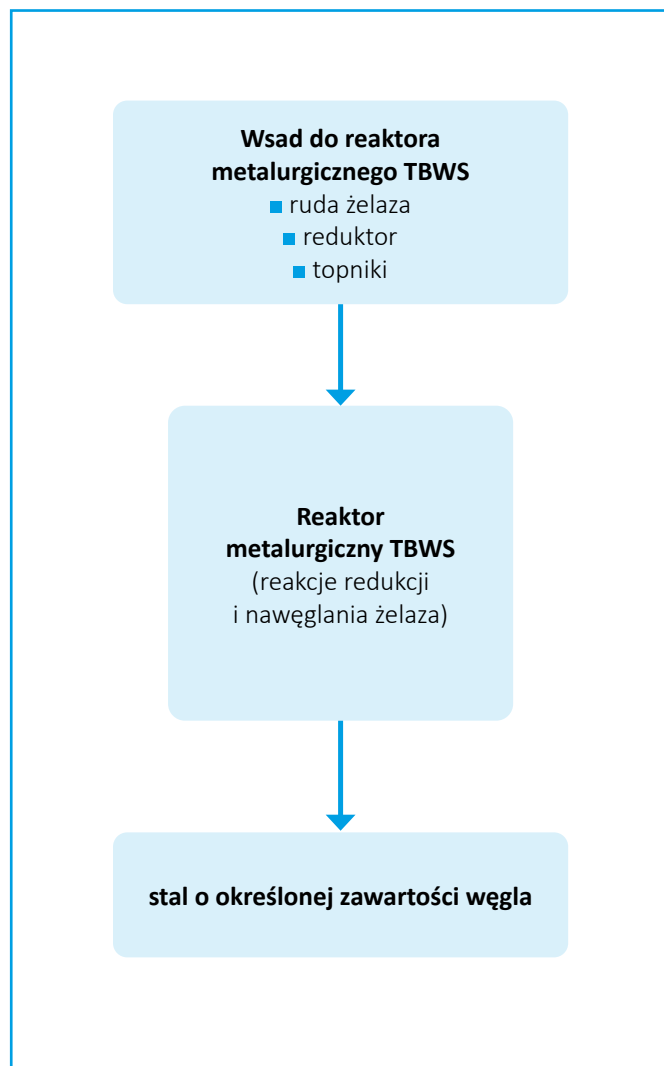 Wsad do reaktora
metalurgicznego TBWS
■ ruda żelaza
■ reduktor
■ topniki
Reaktor
metalurgiczny TBWS
(reakcje redukcji
i nawęglania żelaza)
stal o określonej zawartości węgla